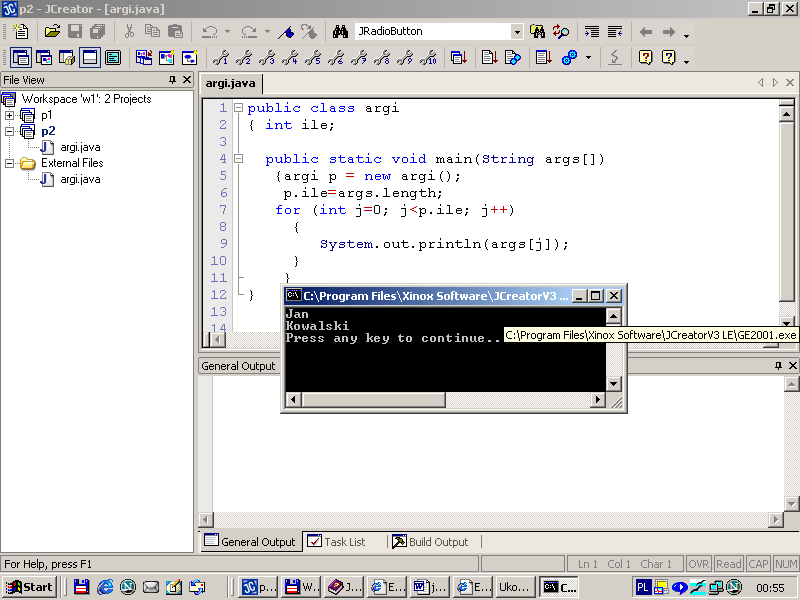 p2 - JCreator - [argi.java]
JRadioButton
File View
Workspace 'w1': 2 Projects
p1
p2
argi.java
External Files
argi.java
argi.java
1 public class argi
2 { int ile;
3
4 public static void main(String args[])
5 {argi p = new argi();
6 p.ile=args.length;
7 for (int j=0; j<p.ile; j++)
8 {
9 System.out.println(args[j]);
10 }
11 }
12 }
13
14
C:\Program Files\Xinox Software\JCreatorV3 ...
Jan
Kowalski
Press any key to continue..
C:\Program Files\Xinox Software\JCreatorV3 LE\GE2001.exe
General Output
General Output Task List Build Output
For Help, press F1
Ln 1 Col 1 Char 1 OVR Read CAP NUM
Start p... W... J... E... j... E... Uko... C... PL 00:55